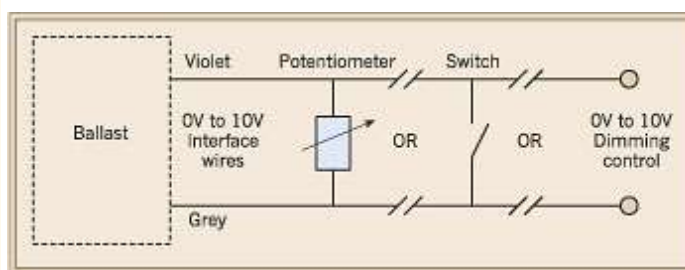 Violet
Potentiometer
Switch
Ballast
0V to 10V
Interface
wires
OR
OR
0V to 10V
Dimming
control
Grey